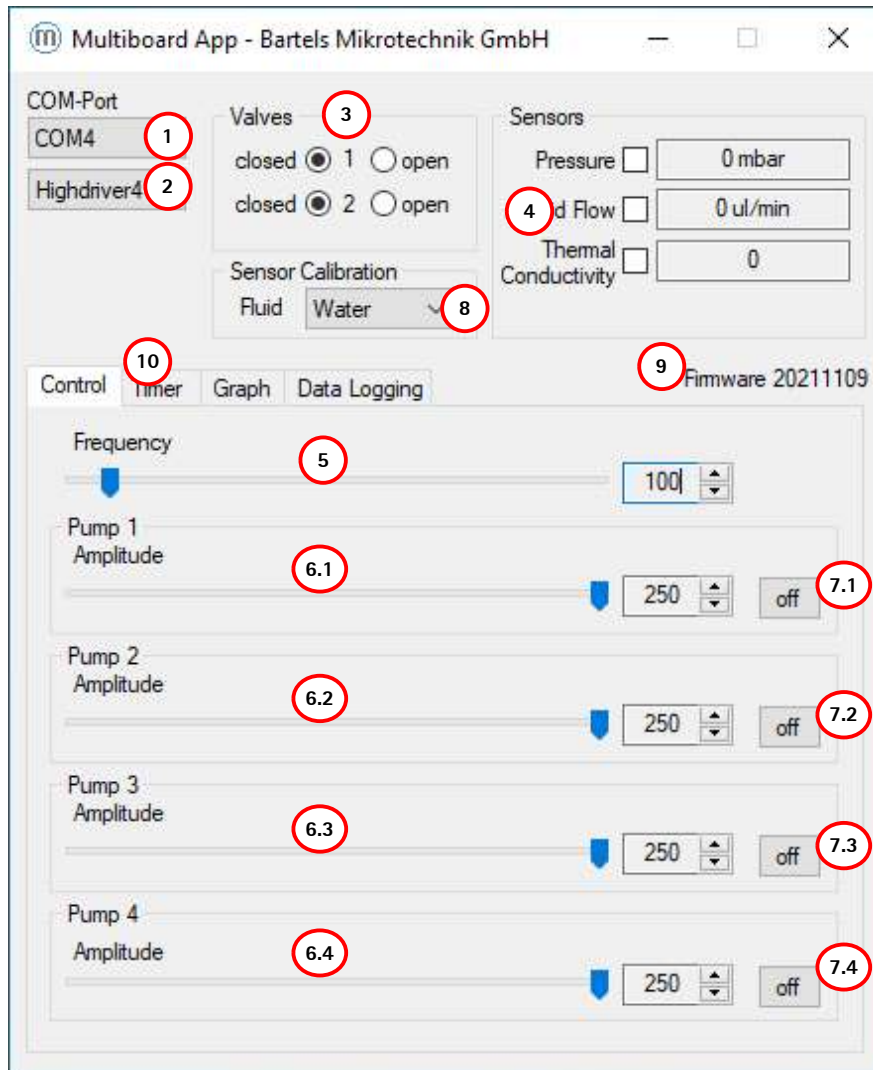 Multiboard App - Bartels Mikrotechnik GmbH
COM-Port
COM4
1
Highdriver4
2
Valves
3
closed 1 open
closed 2 open
Sensor Calibration
Fluid Water
8
Sensors
Pressure 0 mbar
4 Flow 0 ul/min
Thermal
Conductivity
0
9
Firmware 20211109
10
Control Timer Graph Data Logging
Frequency
5
100
Pump 1
Amplitude
6.1
250 off
7.1
Pump 2
Amplitude
6.2
250 off
7.2
Pump 3
Amplitude
6.3
250 off
7.3
Pump 4
Amplitude
6.4
250 off
7.4